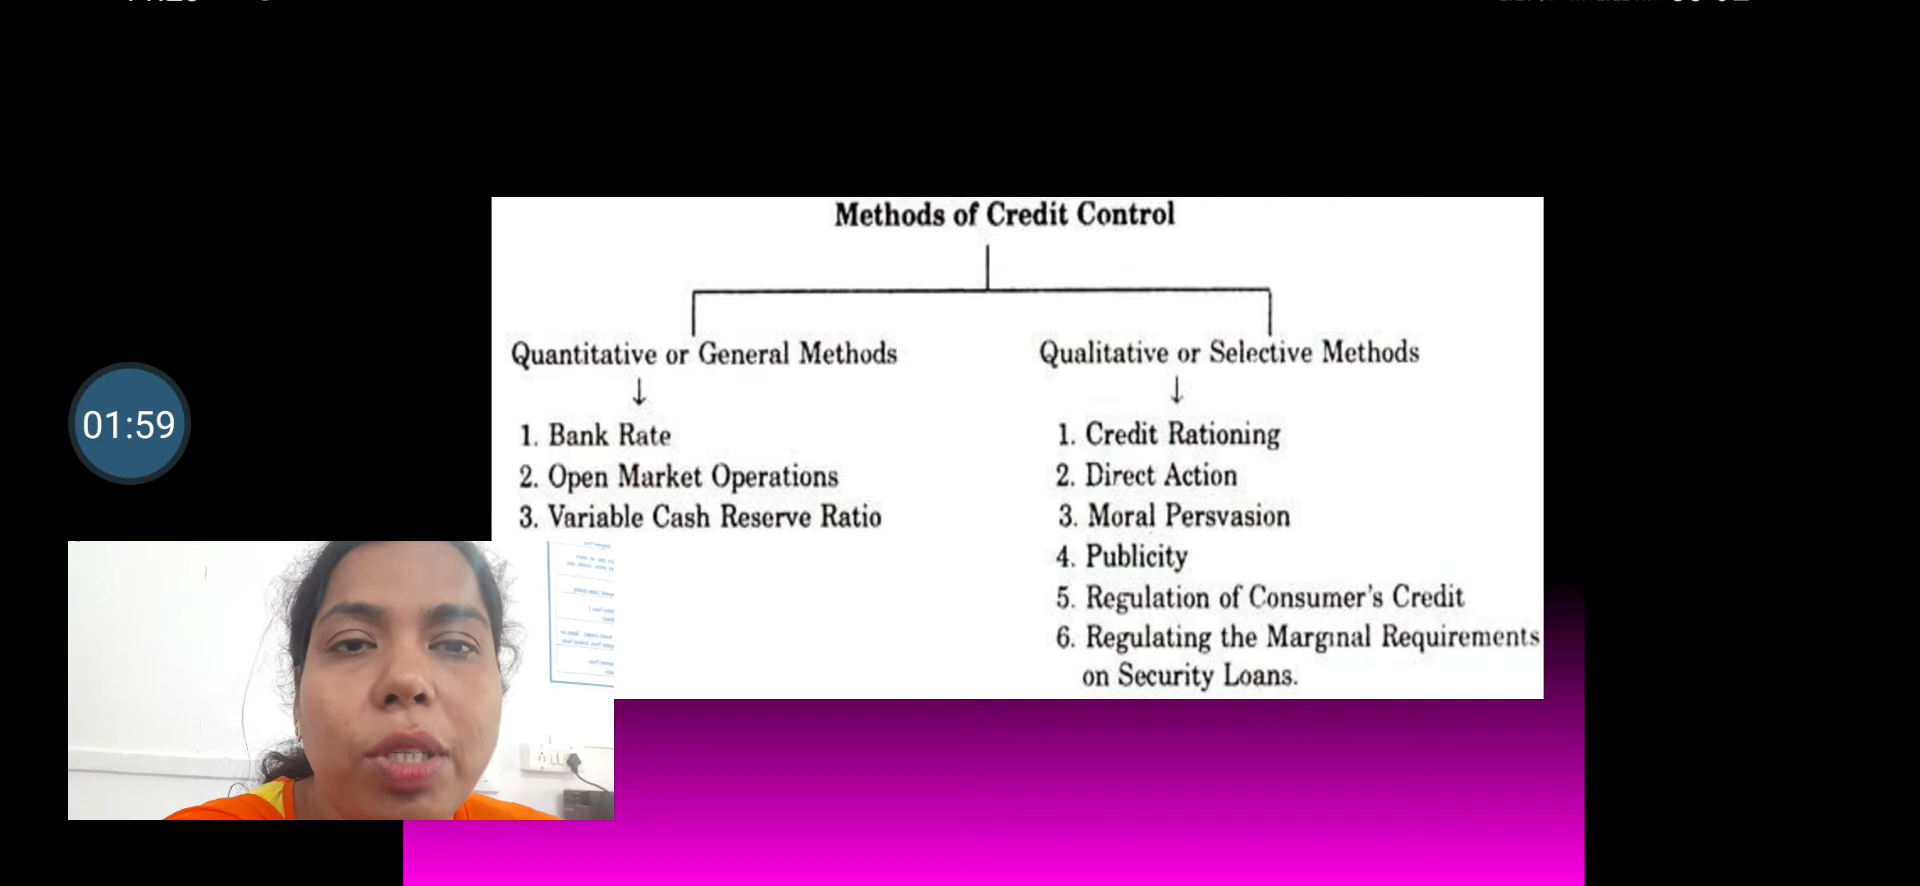 Methods of Credit Control
Quantitative or General Methods
1. Bank Rate
2. Open Market Operations
3. Variable Cash Reserve Ratio
Qualitative or Selective Methods
1. Credit Rationing
2. Direct Action
3. Moral Persvasion
4. Publicity
5. Regulation of Consumer's Credit
6. Regulating the Marginal Requirements
on Security Loans.
01:59